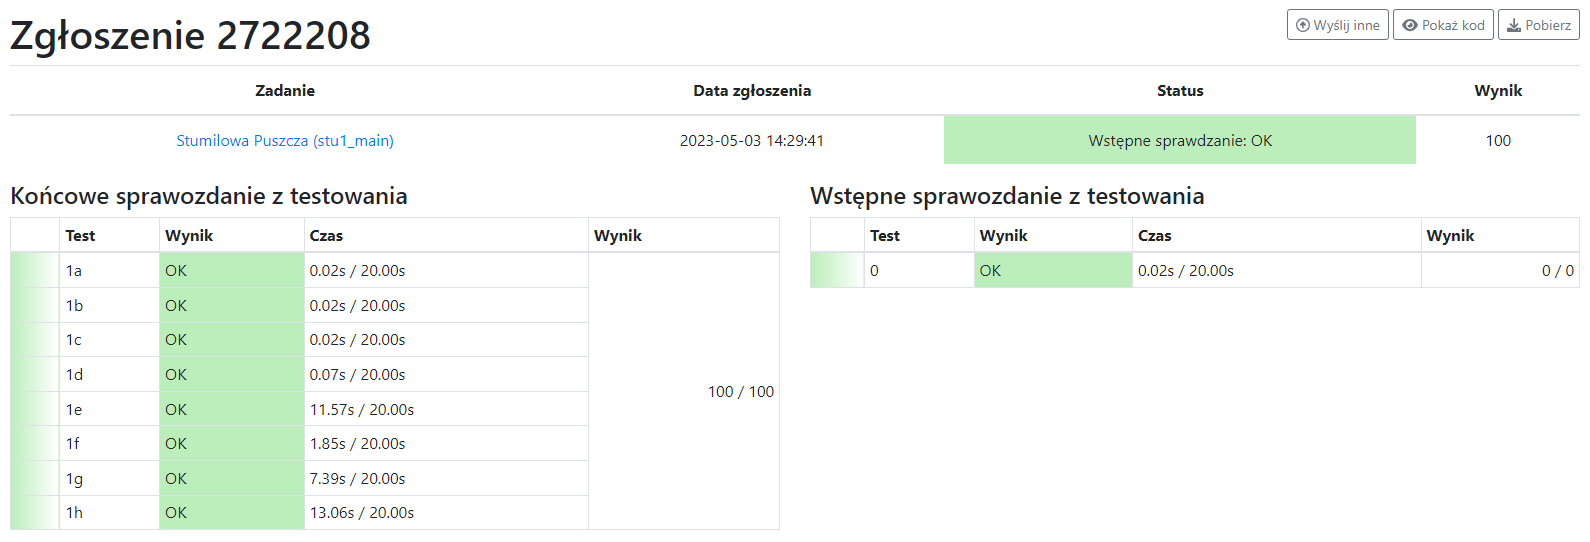 Zgłoszenie 2722208
Wyślij inne Pokaż kod Pobierz
Zadanie Data zgłoszenia Status Wynik
Stumilowa Puszcza (stu1_main) 2023-05-03 14:29:41 Wstępne sprawdzanie: OK 100
Końcowe sprawozdanie z testowania
Test Wynik Czas Wynik
1a OK 0.02s / 20.00s
1b OK 0.02s / 20.00s
1c OK 0.02s / 20.00s
1d OK 0.07s / 20.00s
1e OK 11.57s / 20.00s
1f OK 1.85s / 20.00s
1g OK 7.39s / 20.00s
1h OK 13.06s / 20.00s
100 / 100
Wstępne sprawozdanie z testowania
Test Wynik Czas Wynik
0 OK 0.02s / 20.00s 0 / 0